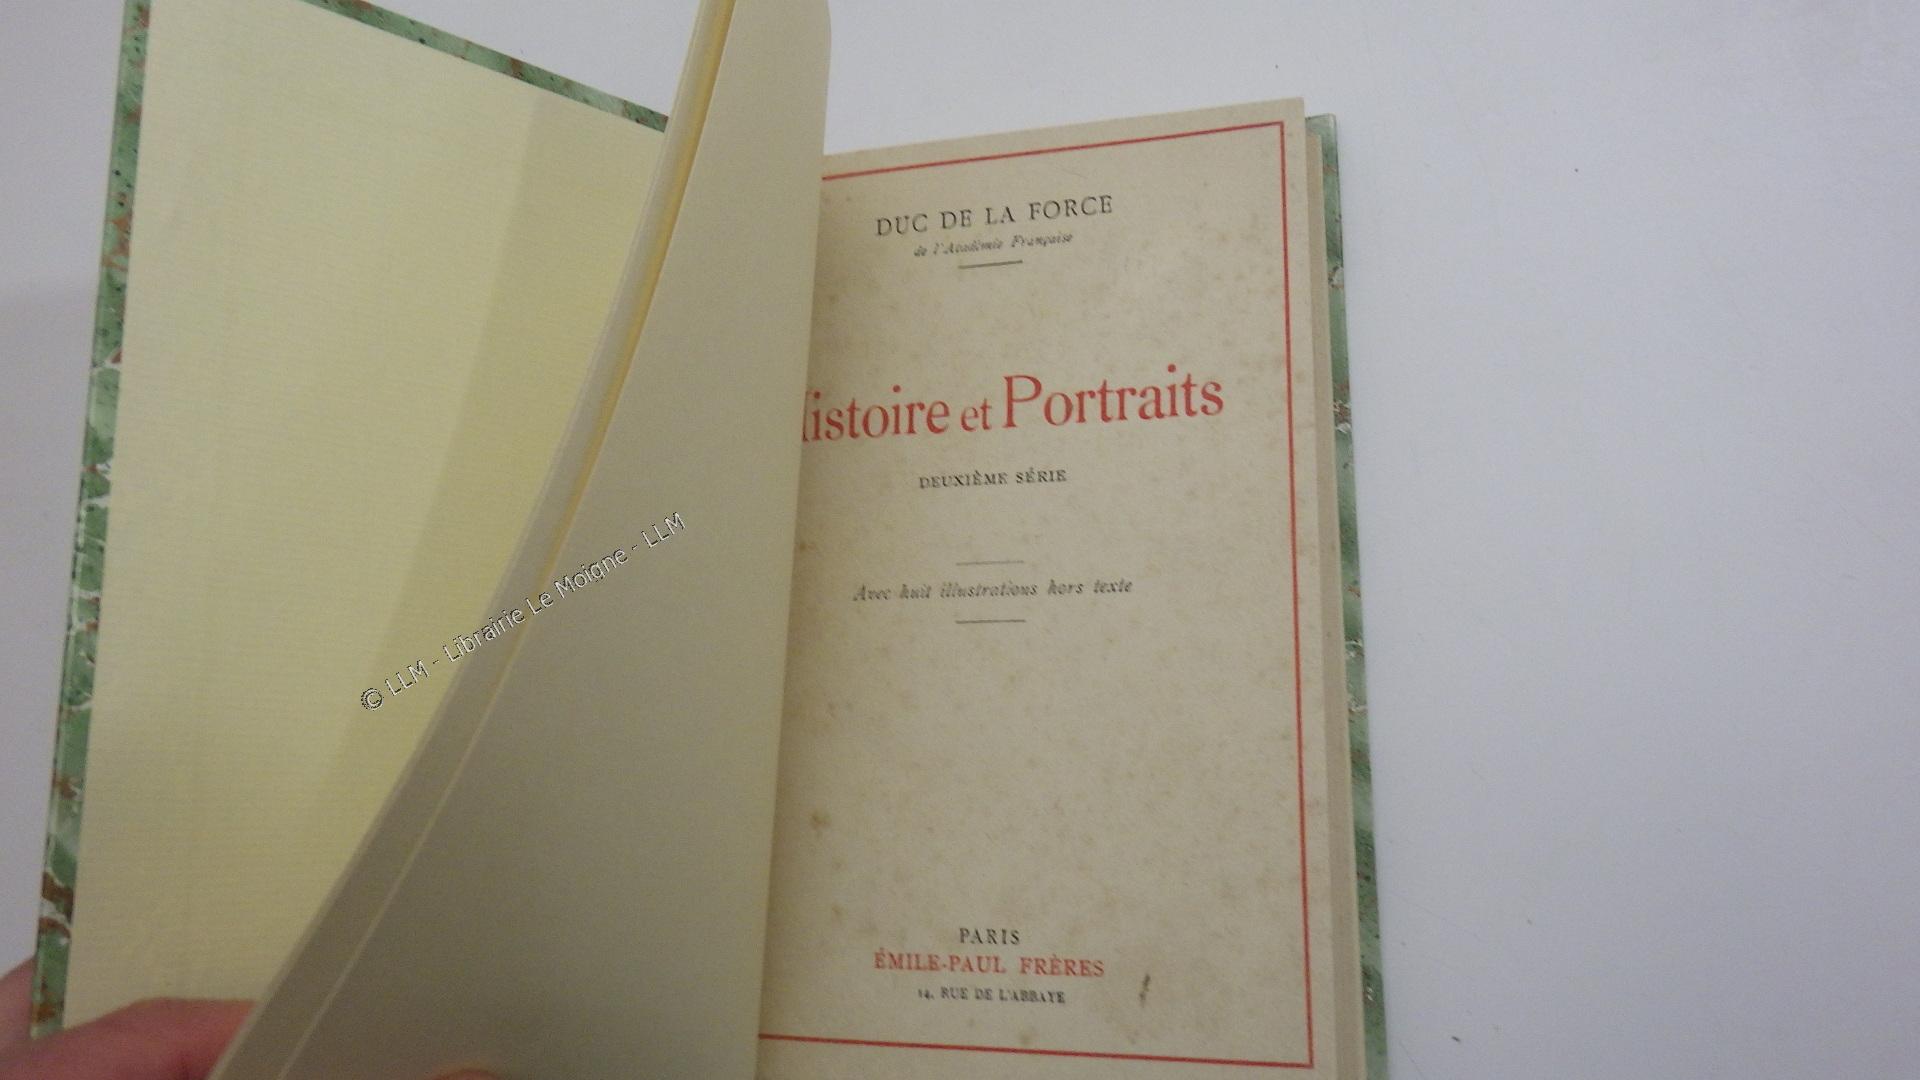 DUC DE LA FORCE
de l'Académie Française
istoire et Portraits
DEUXIÈME SÉRIE
Avec huit illustrations hors texte
PARIS
ÉMILE-PAUL FRÈRES
14, RUE DE L'ABBAYE
© LLM - Librairie Le Moigne - LLM